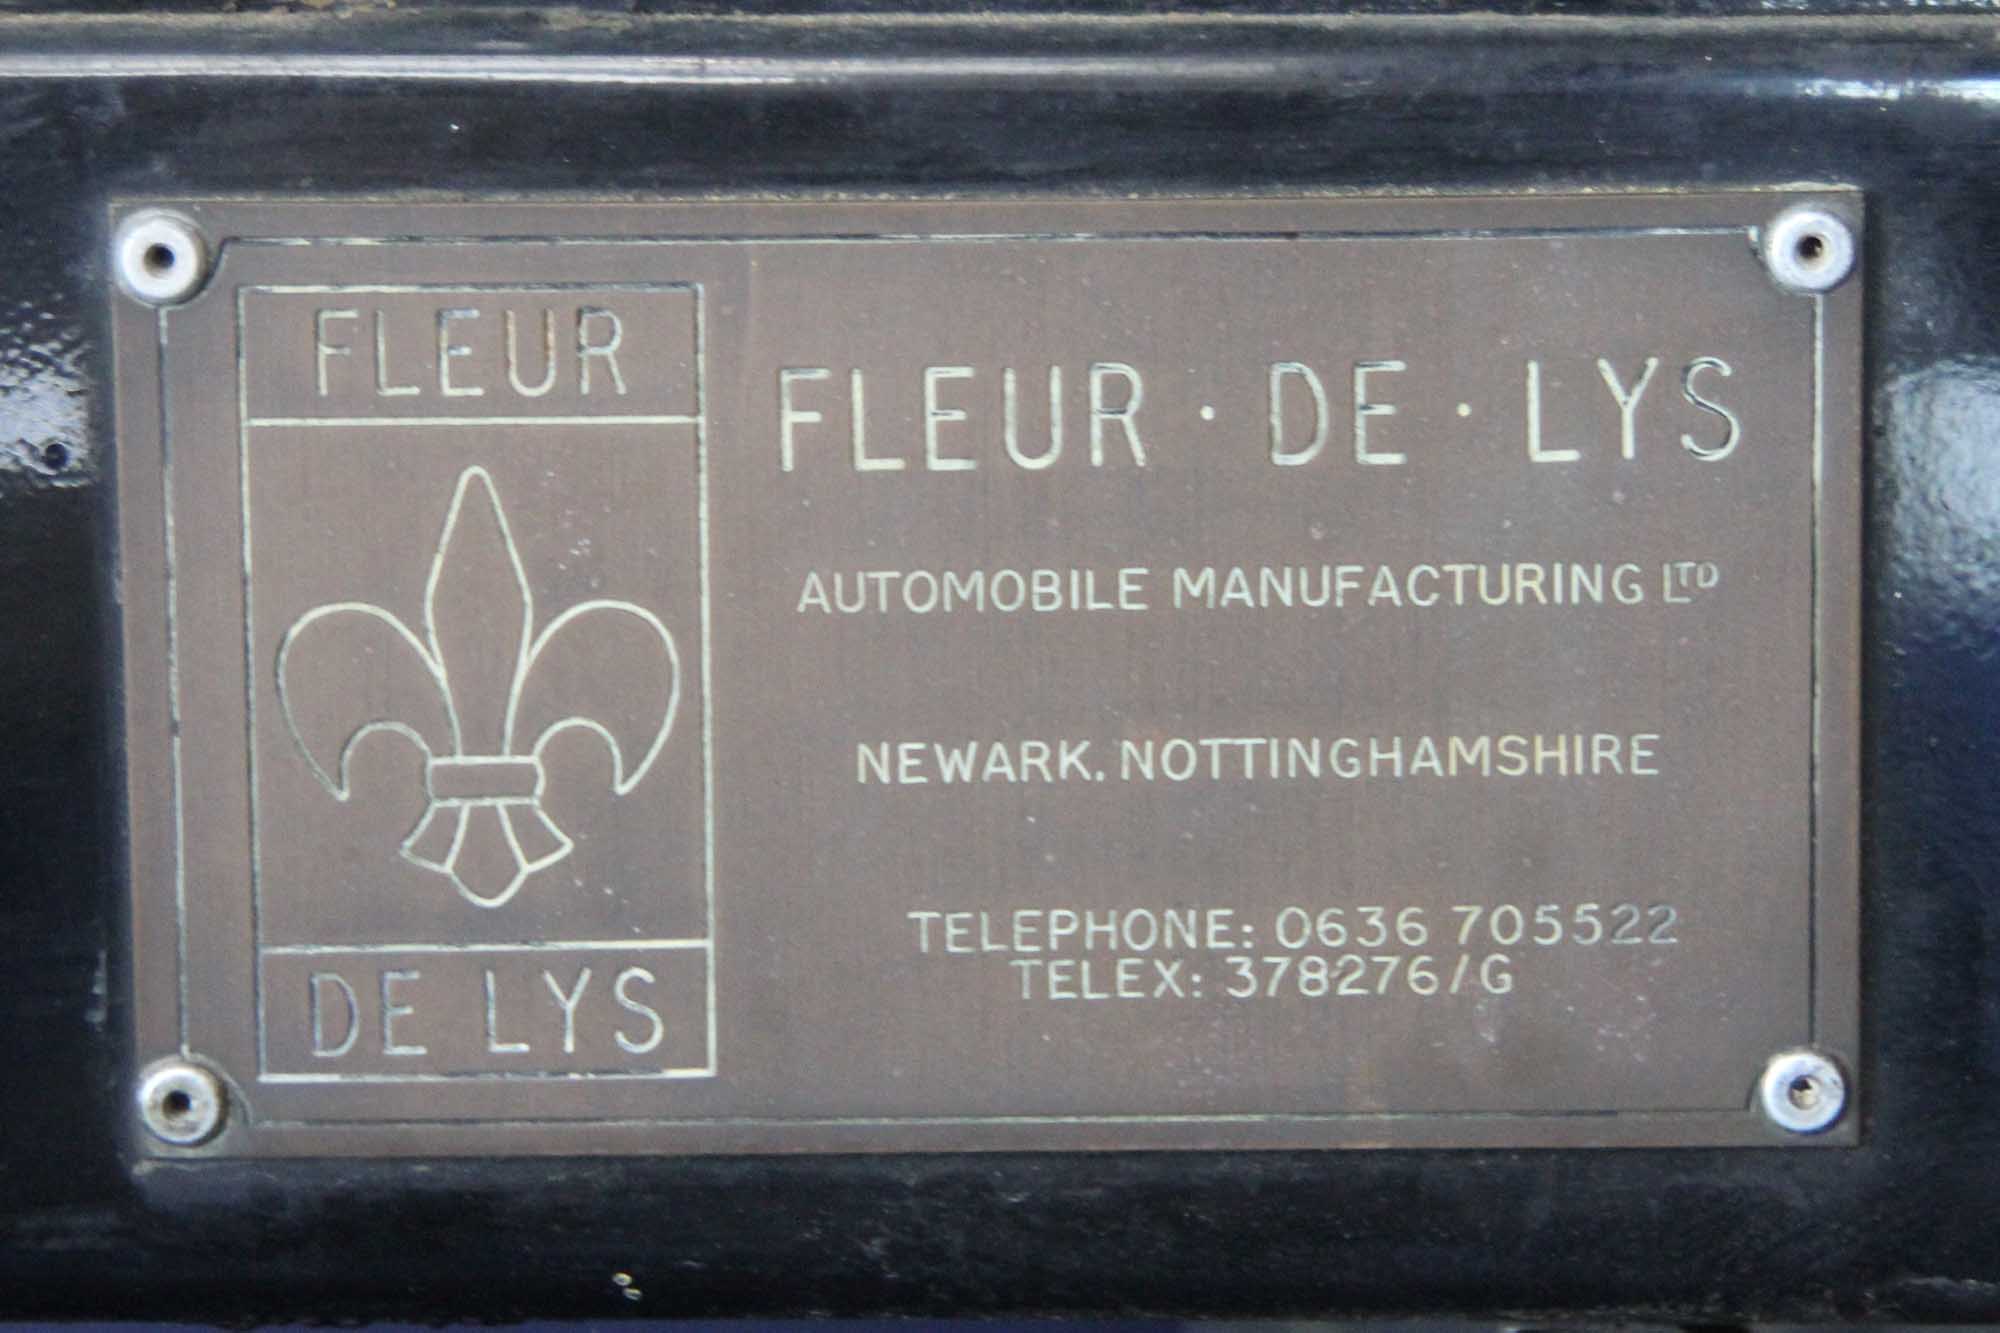 FLEUR
DE LYS
FLEUR · DE · LYS
AUTOMOBILE MANUFACTURING LTD
NEWARK. NOTTINGHAMSHIRE
TELEPHONE: 0636 705522
TELEX: 378276/G